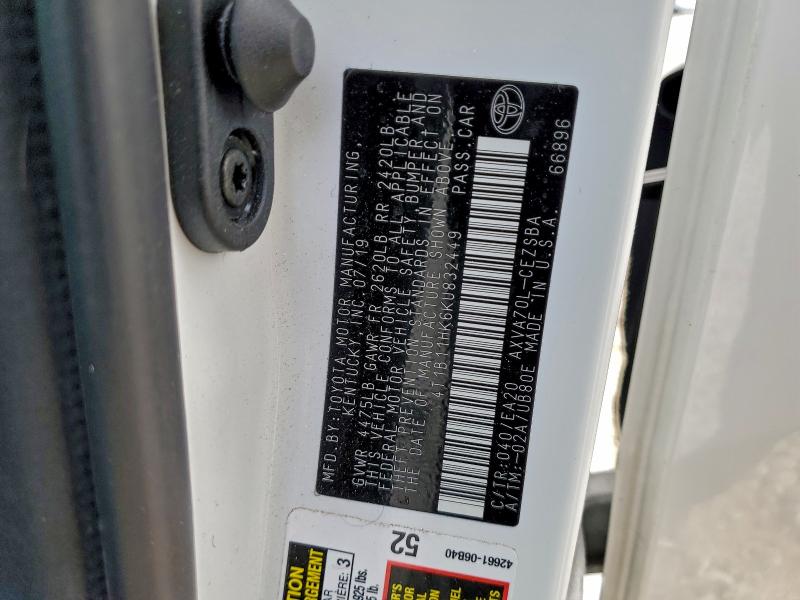 MFD. BY: TOYOTA MOTOR MANUFACTURING,
KENTUCKY, INC. 07/19
GVWR 4475LB GAWR FR 2620LB RR 2420LB
THIS VEHICLE CONFORMS TO ALL APPLICABLE
FEDERAL MOTOR VEHICLE SAFETY, BUMPER AND
THEFT PREVENTION STANDARDS IN EFFECT ON
THE DATE OF MANUFACTURE SHOWN ABOVE.
4T1B11HK6KU832449 PASS.CAR
C/TR: 040/EA20 AXVA70L-CEZSBA
A/TM:-02A/UB80E MADE IN U.S.A. 66896
52
42661-06B40
3
925 lbs.